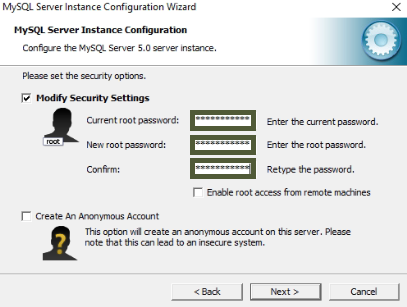 MySQL Server Instance Configuration Wizard
MySQL Server Instance Configuration
Configure the MySQL Server 5.0 server instance.
Please set the security options.
Modify Security Settings
root
Current root password: *********** Enter the current password.
New root password: *********** Enter the root password.
Confirm: *********** Retype the password.
Enable root access from remote machines
Create An Anonymous Account
This option will create an anonymous account on this server. Please
note that this can lead to an insecure system.
< Back Next > Cancel